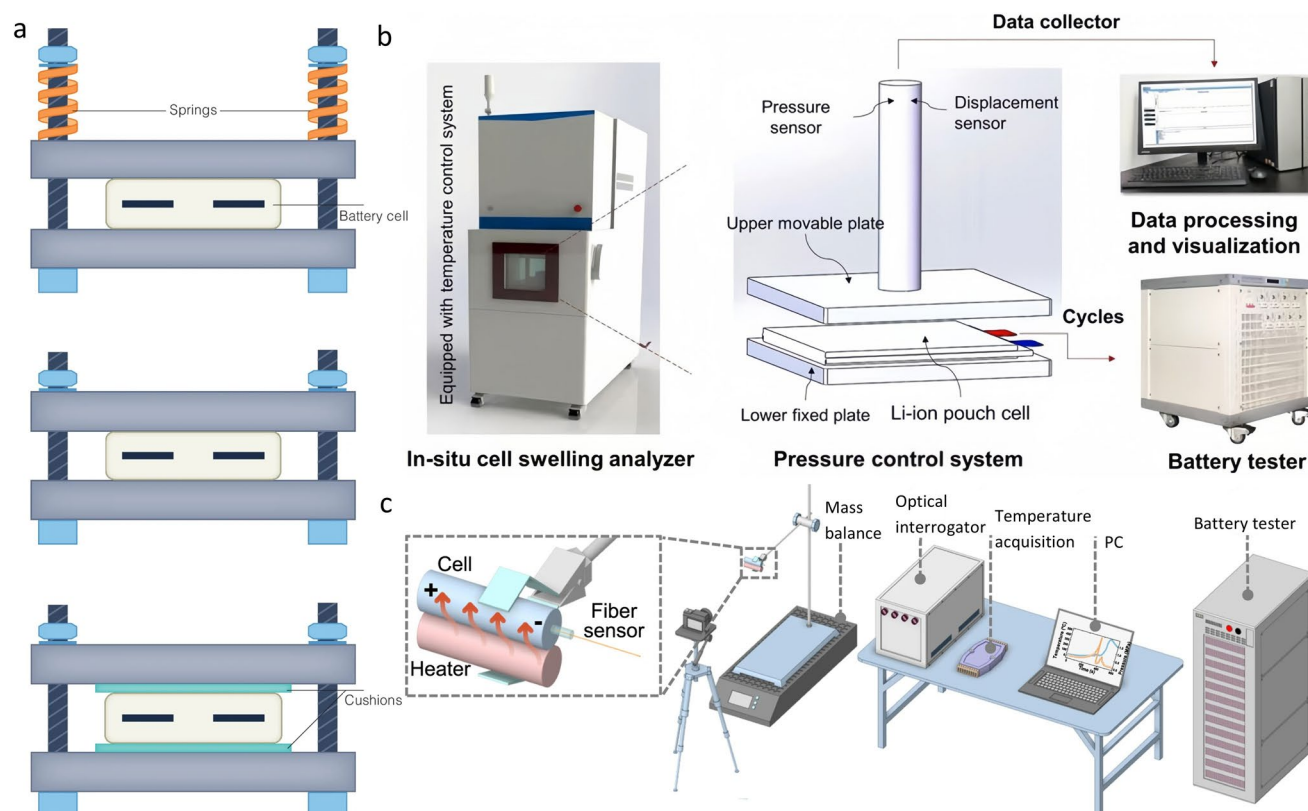 a
Springs
Battery cell
Cushions
b
Equipped with temperature control system
In-situ cell swelling analyzer
Data collector
Pressure
sensor
Displacement
sensor
Upper movable plate
Lower fixed plate
Li-ion pouch cell
Pressure control system
Data processing
and visualization
Cycles
Battery tester
c
Cell
+
-
Fiber
sensor
Heater
Mass
balance
Optical
interrogator
Temperature
acquisition
PC
Battery tester
Temperature (°C)